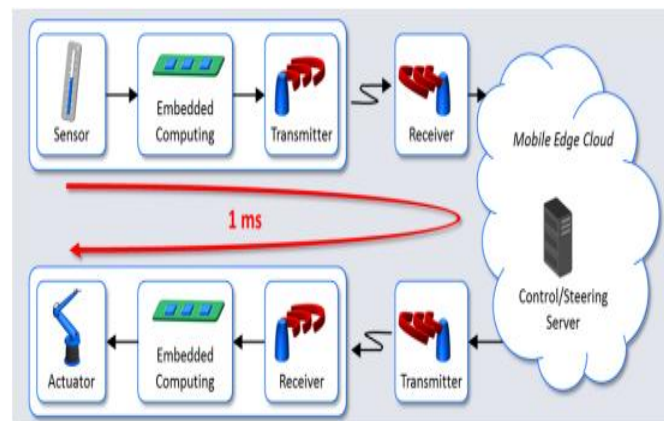 Sensor
Embedded
Computing
Transmitter
Receiver
Mobile Edge Cloud
1 ms
Control/Steering
Server
Actuator
Embedded
Computing
Receiver
Transmitter